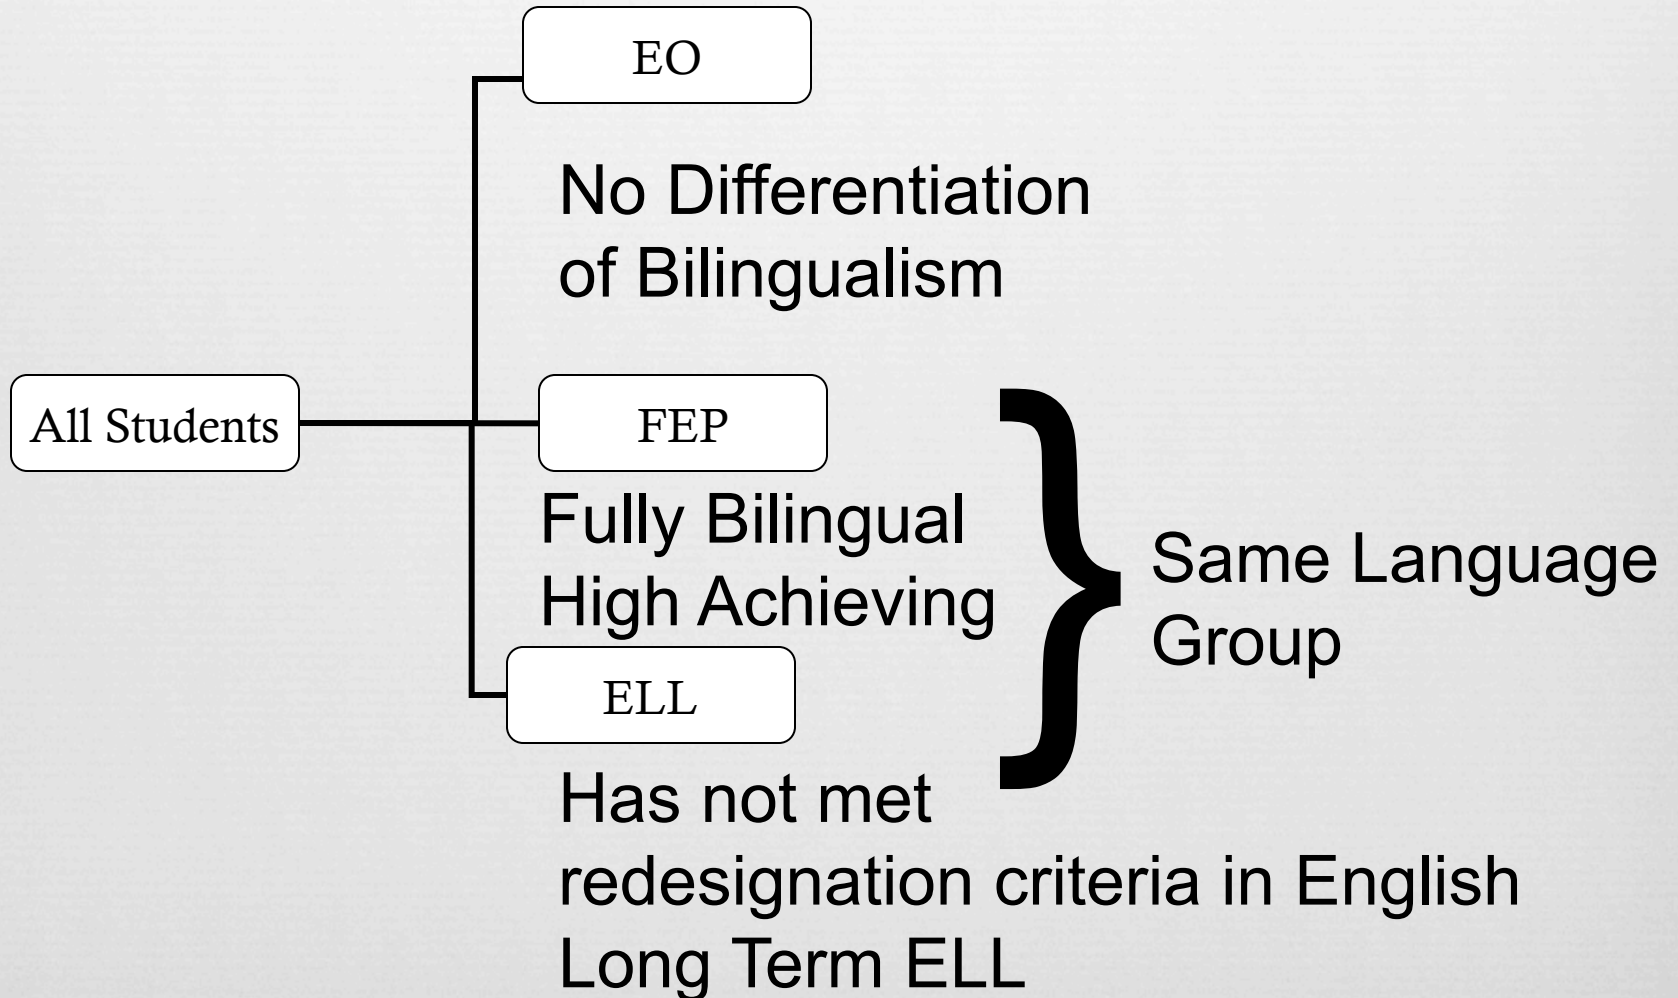 EO
No Differentiation
of Bilingualism
All Students
FEP
Fully Bilingual
High Achieving
Same Language
Group
ELL
Has not met
redesignation criteria in English
Long Term ELL